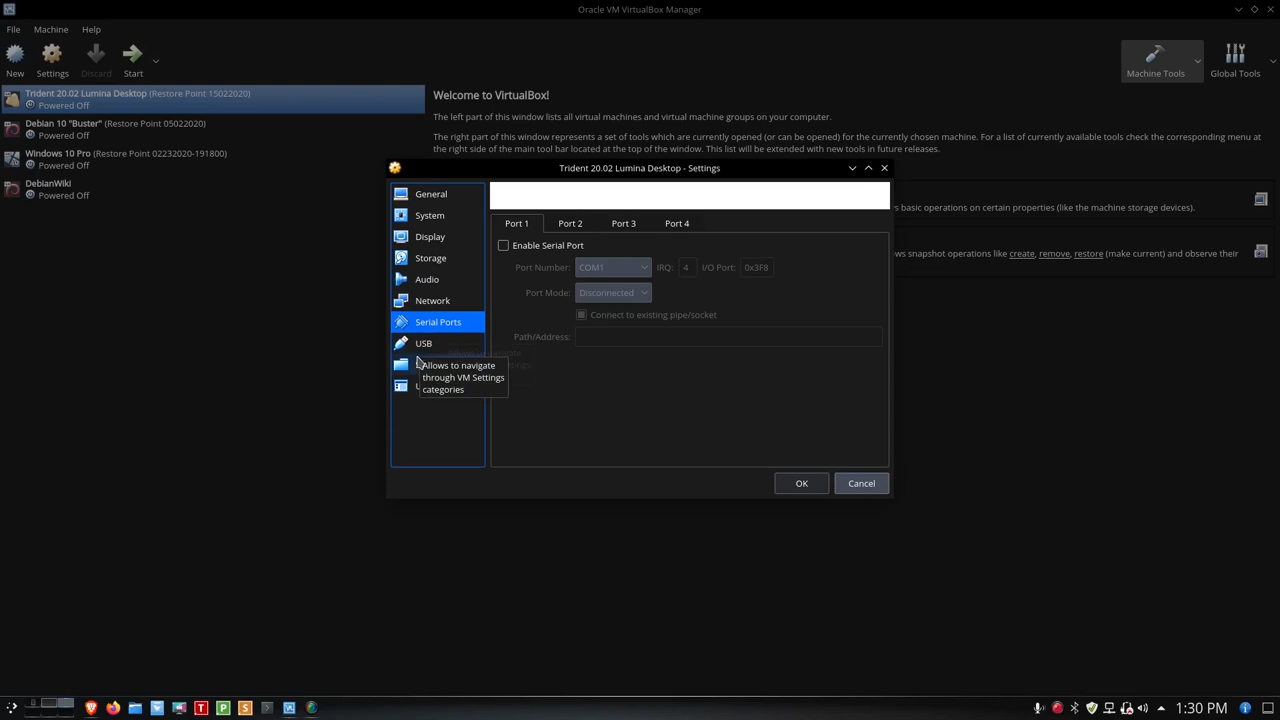 Oracle VM VirtualBox Manager
File Machine Help
New Settings Discard Start Machine Tools Global Tools
Trident 20.02 Lumina Desktop (Restore Point 15022020)
Powered Off
Debian 10 "Buster" (Restore Point 05022020)
Powered Off
Windows 10 Pro (Restore Point 02232020-191800)
Powered Off
DebianWiki
Powered Off
Welcome to VirtualBox!
The left part of this window lists all virtual machines and virtual machine groups on your computer.
The right part of this window represents a set of tools which are currently opened (or can be opened) for the currently chosen machine. For a list of currently available tools check the corresponding menu at
the right side of the main tool bar located at the top of the window. This list will be extended with new tools in future releases.
s basic operations on certain properties (like the machine storage devices).
ws snapshot operations like create, remove, restore (make current) and observe their
Trident 20.02 Lumina Desktop - Settings
General
System
Display
Storage
Audio
Network
Serial Ports
USB
Allows to navigate
through VM Settings
categories
Port 1 Port 2 Port 3 Port 4
Enable Serial Port
Port Number: COM1 IRQ: 4 I/O Port: 0x3F8
Port Mode: Disconnected
Connect to existing pipe/socket
Path/Address:
OK Cancel
T P S 1:30 PM